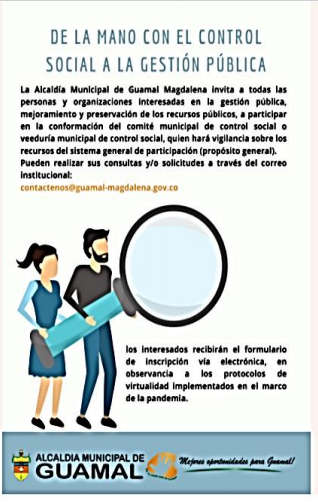 DE LA MANO CON EL CONTROL
SOCIAL A LA GESTIÓN PÚBLICA
La Alcaldía Municipal de Guamal Magdalena invita a todas las
personas y organizaciones interesadas en la gestión pública,
mejoramiento y preservación de los recursos públicos, a participar
en la conformación del comité municipal de control social o
veeduría municipal de control social, quien hará vigilancia sobre los
recursos del sistema general de participación (propósito general).
Pueden realizar sus consultas y/o solicitudes a través del correo
institucional:
contactenos@guamal-magdalena.gov.co
los interesados recibirán el formulario
de inscripción vía electrónica, en
observancia a los protocolos de
virtualidad implementados en el marco
de la pandemia.
ALCALDIA MUNICIPAL DE
GUAMAL
Mejores oportunidades para Guamal!